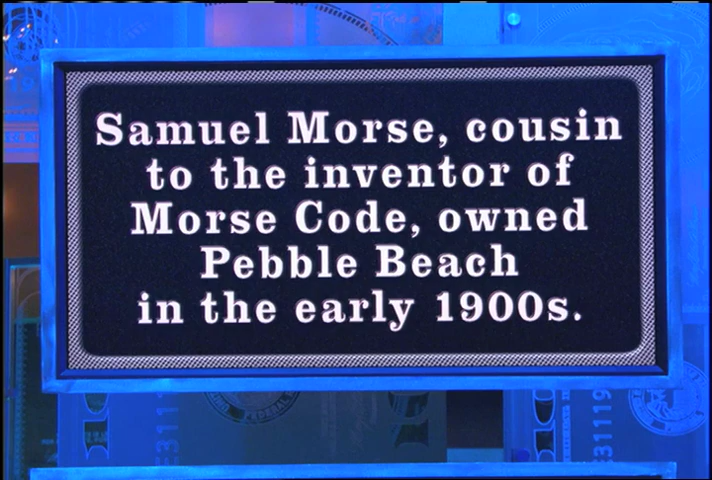 Samuel Morse, cousin
to the inventor of
Morse Code, owned
Pebble Beach
in the early 1900s.